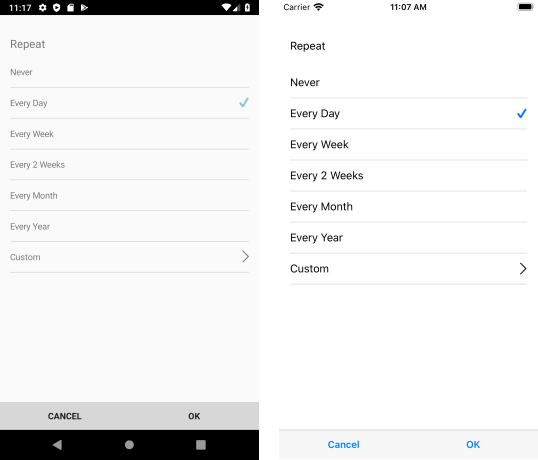 11:17
Repeat
Never
Every Day
Every Week
Every 2 Weeks
Every Month
Every Year
Custom
CANCEL OK
Carrier 11:07 AM
Repeat
Never
Every Day
Every Week
Every 2 Weeks
Every Month
Every Year
Custom
Cancel OK